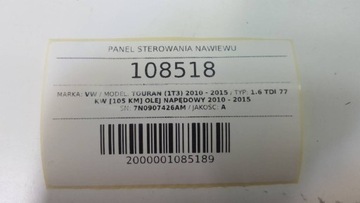 PANEL STEROWANIA NAWIEWU
108518
MARKA: VW / MODEL: TOURAN (1T3) 2010 - 2015 / TYP: 1.6 TDI 77
KW [105 KM] OLEJ NAPĘDOWY 2010 - 2015
SN: 7N0907426AM / JAKOŚĆ: A
2000001085189